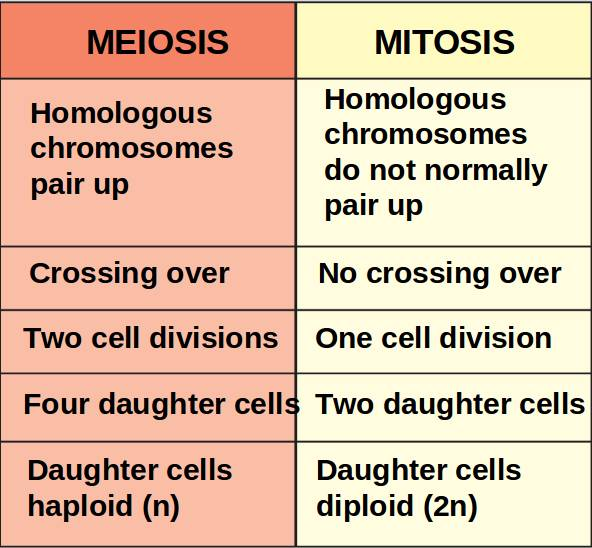 MEIOSIS
MITOSIS
Homologous
chromosomes
pair up
Homologous
chromosomes
do not normally
pair up
Crossing over
No crossing over
Two cell divisions
One cell division
Four daughter cells
Two daughter cells
Daughter cells
haploid (n)
Daughter cells
diploid (2n)